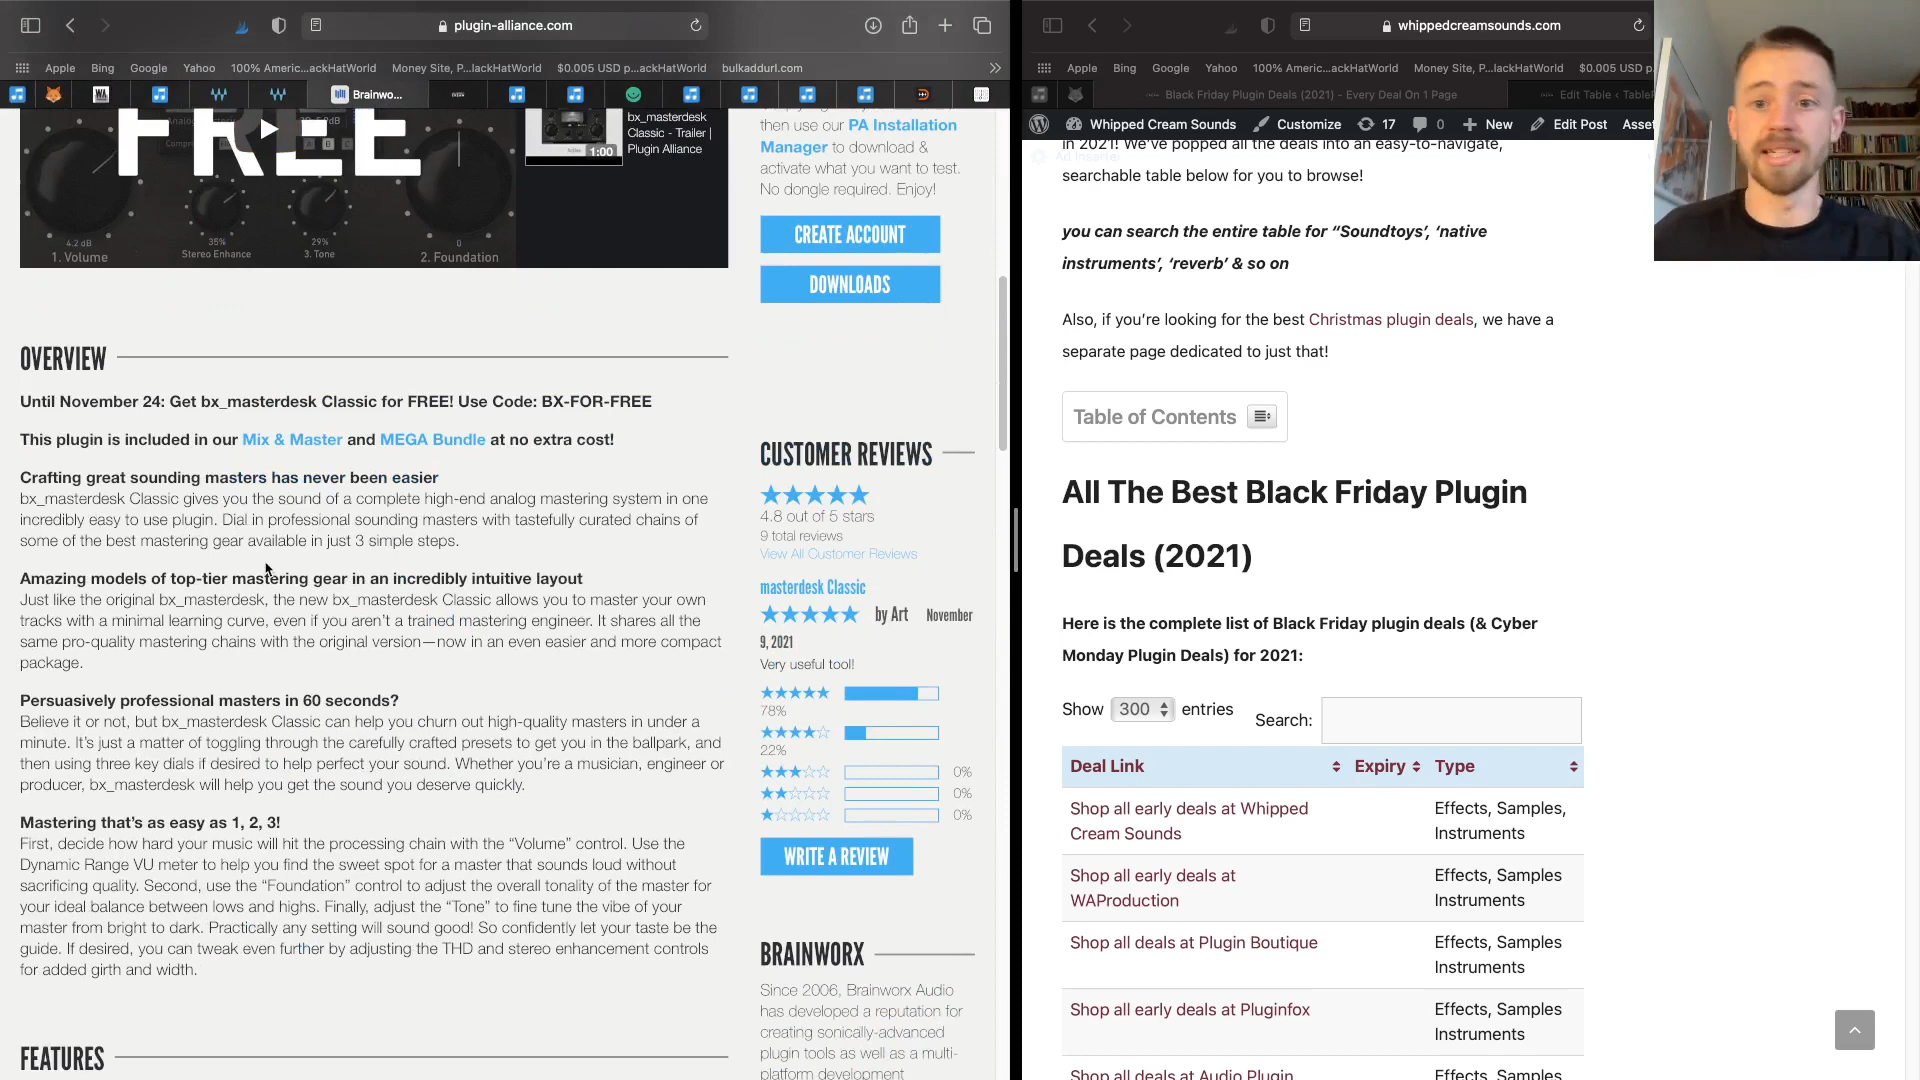 plugin-alliance.com
Apple Bing Google Yahoo 100% Americ...ackHatWorld Money Site, P...lackHatWorld $0.005 USD p...ackHatWorld bulkaddurl.com
Brainwo...
FREE
4.2 dB
35%
29%
0
1. Volume
Stereo Enhance
3. Tone
2. Foundation
bx_masterdesk
Classic - Trailer |
Plugin Alliance
1:00
then use our PA Installation
Manager to download &
activate what you want to test.
No dongle required. Enjoy!
CREATE ACCOUNT
DOWNLOADS
OVERVIEW
Until November 24: Get bx_masterdesk Classic for FREE! Use Code: BX-FOR-FREE
This plugin is included in our Mix & Master and MEGA Bundle at no extra cost!
Crafting great sounding masters has never been easier
bx_masterdesk Classic gives you the sound of a complete high-end analog mastering system in one
incredibly easy to use plugin. Dial in professional sounding masters with tastefully curated chains of
some of the best mastering gear available in just 3 simple steps.
Amazing models of top-tier mastering gear in an incredibly intuitive layout
Just like the original bx_masterdesk, the new bx_masterdesk Classic allows you to master your own
tracks with a minimal learning curve, even if you aren't a trained mastering engineer. It shares all the
same pro-quality mastering chains with the original version—now in an even easier and more compact
package.
Persuasively professional masters in 60 seconds?
Believe it or not, but bx_masterdesk Classic can help you churn out high-quality masters in under a
minute. It's just a matter of toggling through the carefully crafted presets to get you in the ballpark, and
then using three key dials if desired to help perfect your sound. Whether you're a musician, engineer or
producer, bx_masterdesk will help you get the sound you deserve quickly.
Mastering that's as easy as 1, 2, 3!
First, decide how hard your music will hit the processing chain with the “Volume” control. Use the
Dynamic Range VU meter to help you find the sweet spot for a master that sounds loud without
sacrificing quality. Second, use the “Foundation” control to adjust the overall tonality of the master for
your ideal balance between lows and highs. Finally, adjust the “Tone” to fine tune the vibe of your
master from bright to dark. Practically any setting will sound good! So confidently let your taste be the
guide. If desired, you can tweak even further by adjusting the THD and stereo enhancement controls
for added girth and width.
FEATURES
CUSTOMER REVIEWS
4.8 out of 5 stars
9 total reviews
View All Customer Reviews
masterdesk Classic
by Art November
9, 2021
Very useful tool!
78%
22%
0%
0%
0%
WRITE A REVIEW
BRAINWORX
Since 2006, Brainworx Audio
has developed a reputation for
creating sonically-advanced
plugin tools as well as a multi-
platform development
whippedcreamsounds.com
Apple Bing Google Yahoo 100% Americ...ackHatWorld Money Site, P...lackHatWorld $0.005 USD p
Black Friday Plugin Deals (2021) - Every Deal On 1 Page
Edit Table ‹ Table
Whipped Cream Sounds Customize 17 0 New Edit Post Asse
in 2021! We've popped all the deals into an easy-to-navigate,
searchable table below for you to browse!
you can search the entire table for “Soundtoys’, ‘native
instruments’, ‘reverb’ & so on
Also, if you're looking for the best Christmas plugin deals, we have a
separate page dedicated to just that!
Table of Contents
All The Best Black Friday Plugin
Deals (2021)
Here is the complete list of Black Friday plugin deals (& Cyber
Monday Plugin Deals) for 2021:
Show 300 entries Search:
Deal Link Expiry Type
Shop all early deals at Whipped
Cream Sounds
Effects, Samples,
Instruments
Shop all early deals at
WAProduction
Effects, Samples
Instruments
Shop all deals at Plugin Boutique
Effects, Samples
Instruments
Shop all early deals at Pluginfox
Effects, Samples
Instruments
Shop all deals at Audio Plugin
Effects, Samples